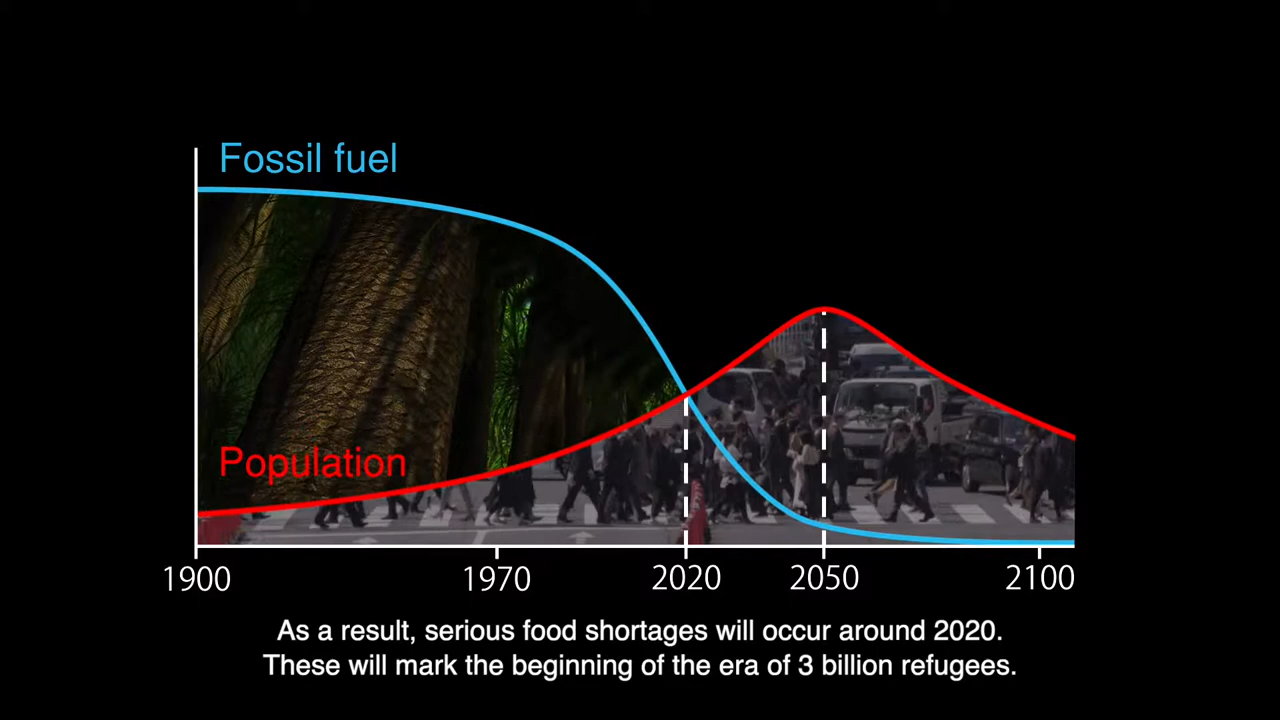 Fossil fuel
Population
1900 1970 2020 2050 2100
As a result, serious food shortages will occur around 2020.
These will mark the beginning of the era of 3 billion refugees.